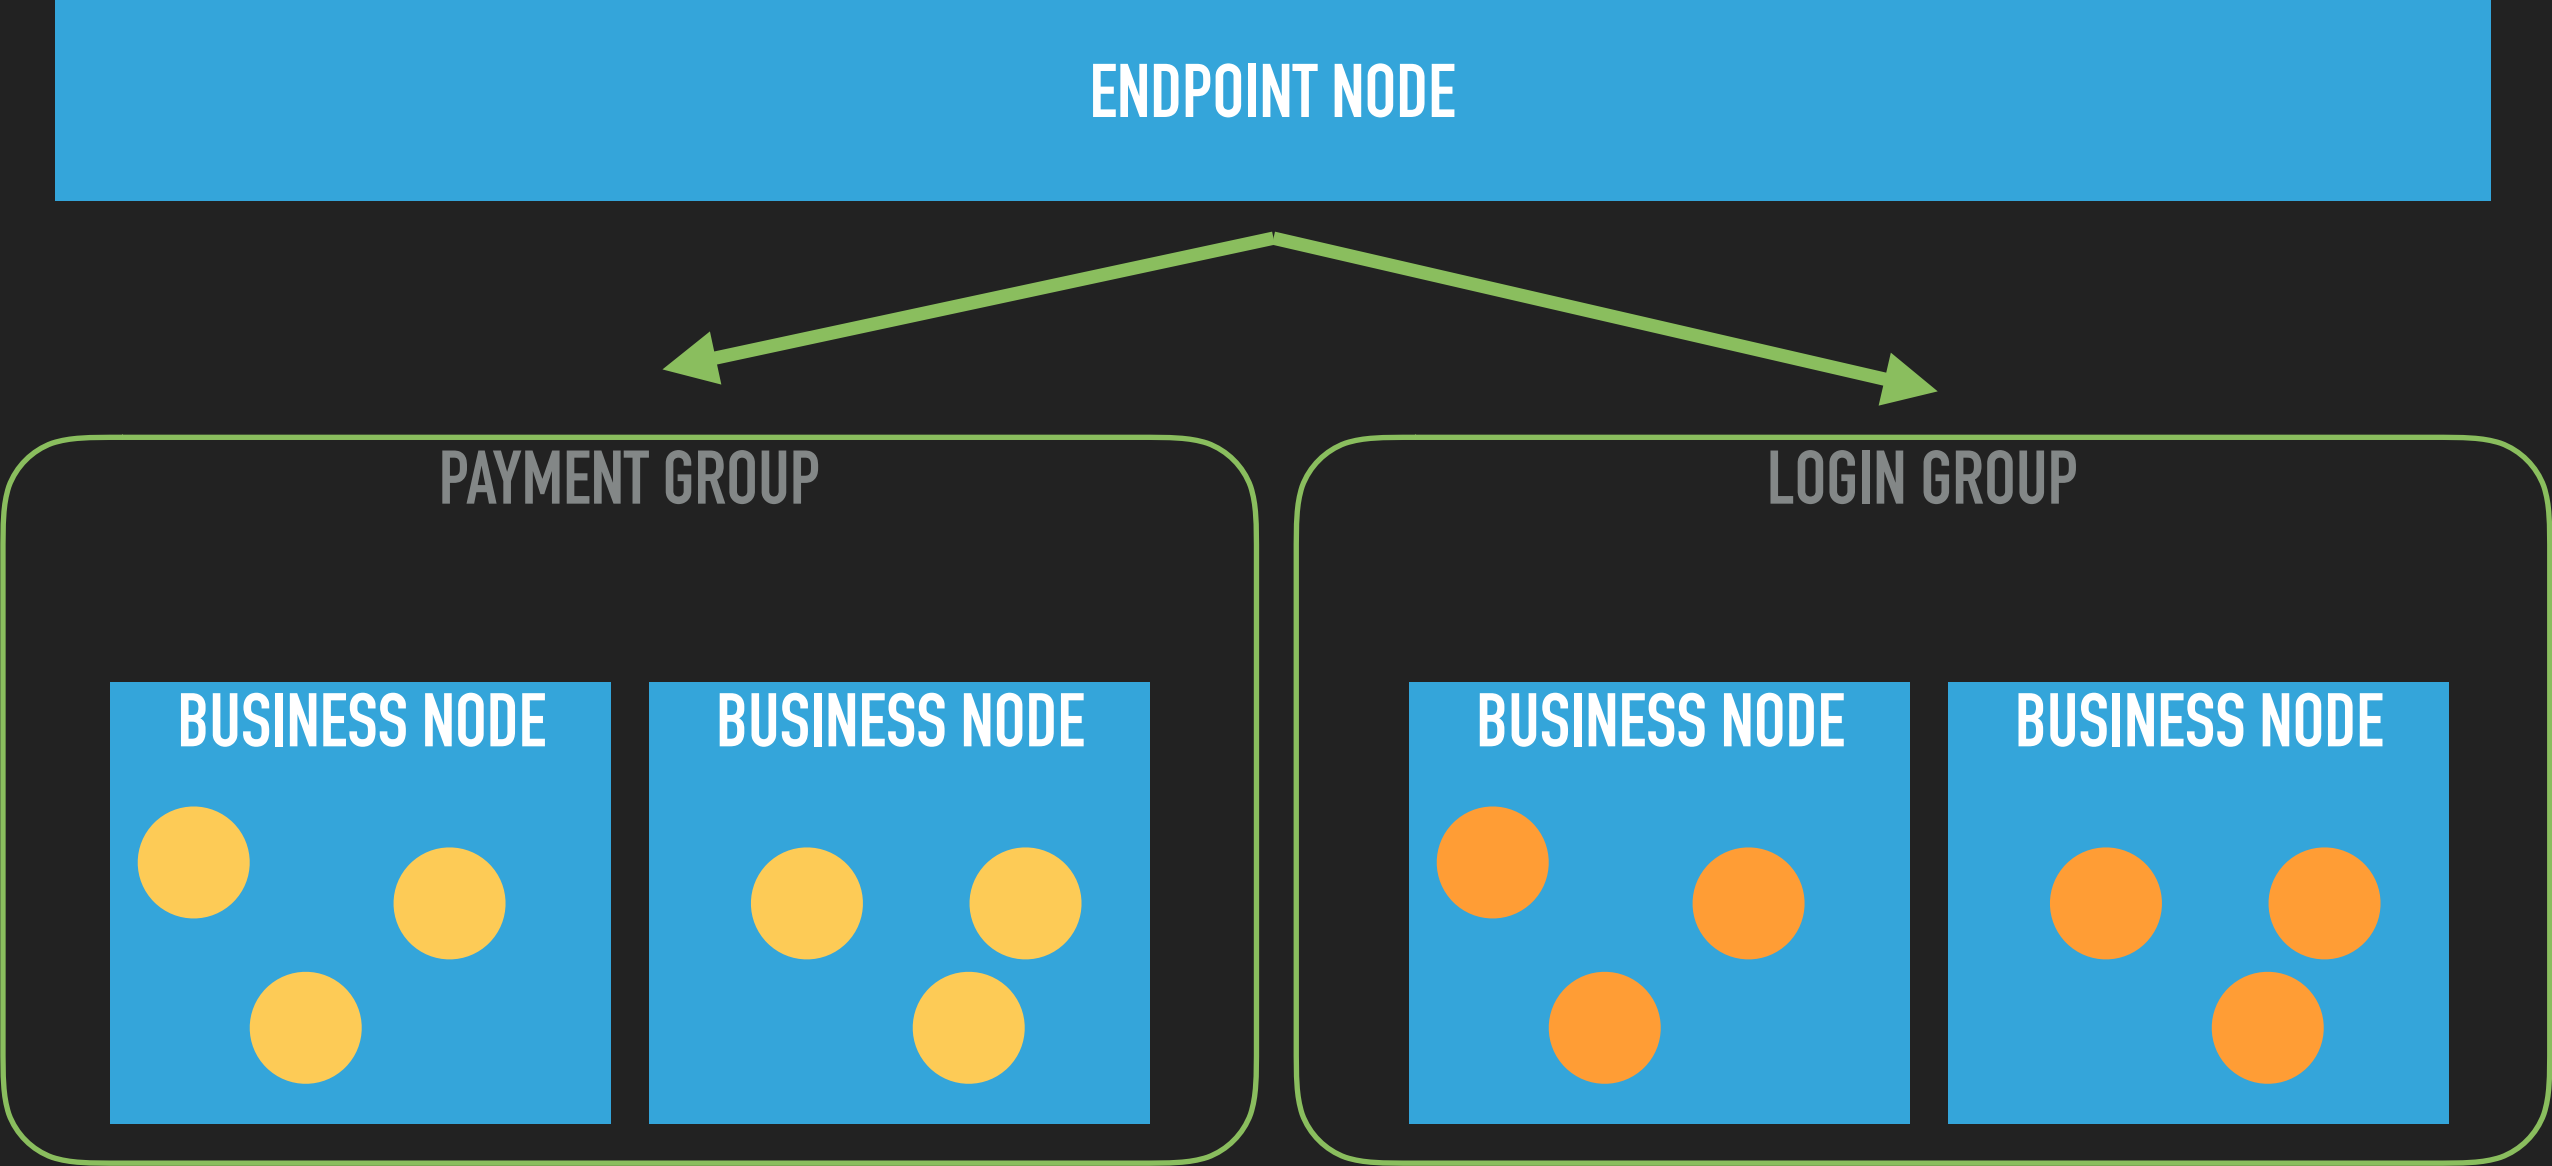 ENDPOINT NODE
PAYMENT GROUP
LOGIN GROUP
BUSINESS NODE
BUSINESS NODE
BUSINESS NODE
BUSINESS NODE